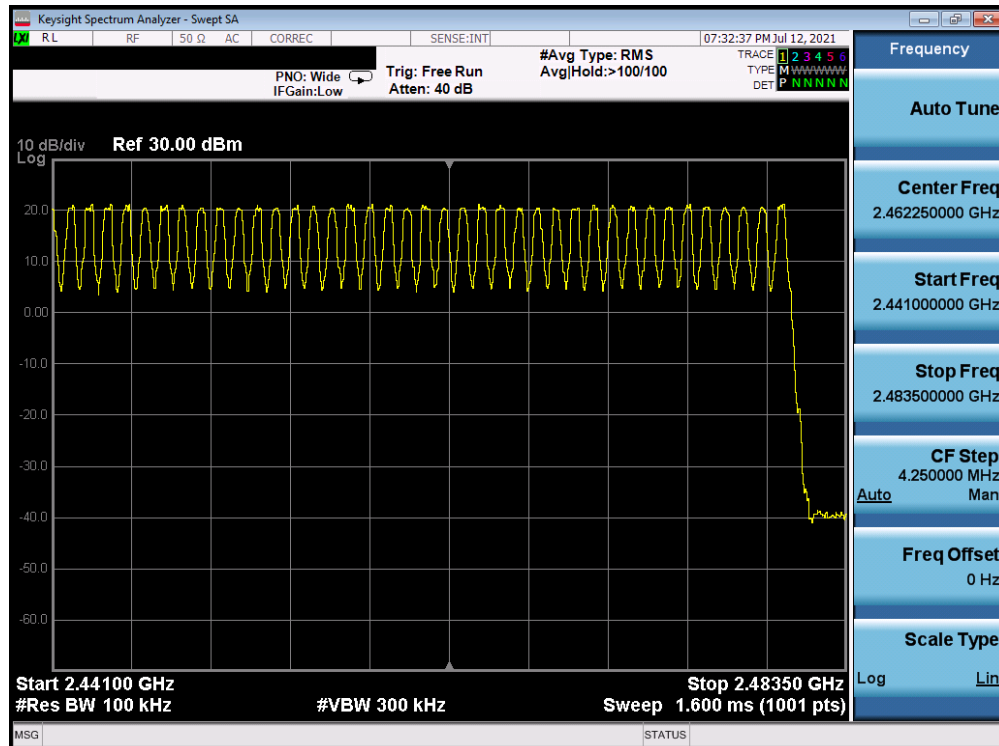 Keysight Spectrum Analyzer - Swept SA
LXI RL RF 50 Ω AC CORREC SENSE:INT 07:32:37 PM Jul 12, 2021
PNO: Wide
IFGain:Low
Trig: Free Run
Atten: 40 dB
#Avg Type: RMS
Avg|Hold:>100/100
TRACE 1 2 3 4 5 6
TYPE M WWWWW
DET P N N N N N
Frequency
Auto Tune
Center Freq
2.462250000 GHz
Start Freq
2.441000000 GHz
Stop Freq
2.483500000 GHz
CF Step
4.250000 MHz
Auto Man
Freq Offset
0 Hz
Scale Type
Log Lin
10 dB/div Ref 30.00 dBm
Log
20.0
10.0
0.00
-10.0
-20.0
-30.0
-40.0
-50.0
-60.0
Start 2.44100 GHz Stop 2.48350 GHz
#Res BW 100 kHz #VBW 300 kHz Sweep 1.600 ms (1001 pts)
MSG STATUS